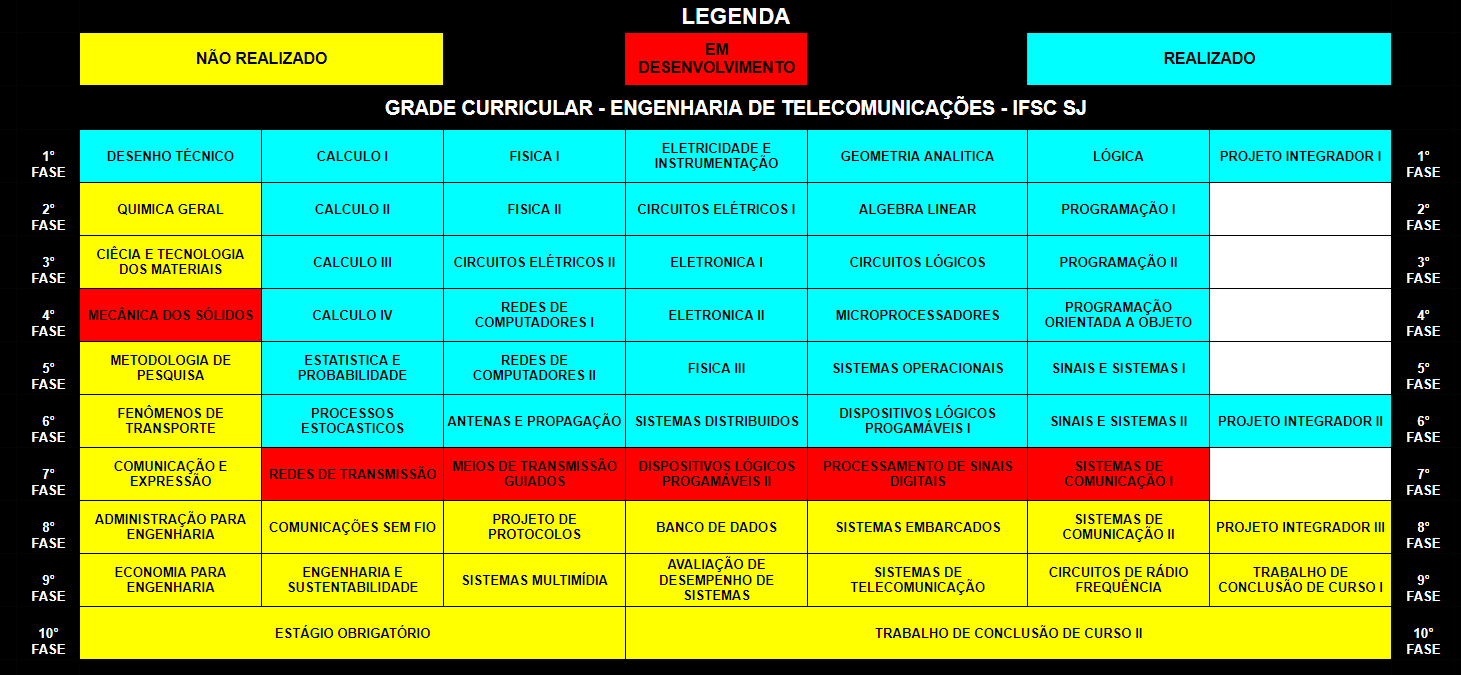 LEGENDA
NÃO REALIZADO
EM
DESENVOLVIMENTO
REALIZADO
GRADE CURRICULAR - ENGENHARIA DE TELECOMUNICAÇÕES - IFSC SJ
1°
FASE
DESENHO TÉCNICO
CALCULO I
FISICA I
ELETRICIDADE E
INSTRUMENTAÇÃO
GEOMETRIA ANALITICA
LÓGICA
PROJETO INTEGRADOR I
1°
FASE
2°
FASE
QUIMICA GERAL
CALCULO II
FISICA II
CIRCUITOS ELÉTRICOS I
ALGEBRA LINEAR
PROGRAMAÇÃO I
2°
FASE
3°
FASE
CIÊCIA E TECNOLOGIA
DOS MATERIAIS
CALCULO III
CIRCUITOS ELÉTRICOS II
ELETRONICA I
CIRCUITOS LÓGICOS
PROGRAMAÇÃO II
3°
FASE
4°
FASE
MECÂNICA DOS SÓLIDOS
CALCULO IV
REDES DE
COMPUTADORES I
ELETRONICA II
MICROPROCESSADORES
PROGRAMAÇÃO
ORIENTADA A OBJETO
4°
FASE
5°
FASE
METODOLOGIA DE
PESQUISA
ESTATISTICA E
PROBABILIDADE
REDES DE
COMPUTADORES II
FISICA III
SISTEMAS OPERACIONAIS
SINAIS E SISTEMAS I
5°
FASE
6°
FASE
FENÔMENOS DE
TRANSPORTE
PROCESSOS
ESTOCASTICOS
ANTENAS E PROPAGAÇÃO
SISTEMAS DISTRIBUIDOS
DISPOSITIVOS LÓGICOS
PROGAMÁVEIS I
SINAIS E SISTEMAS II
PROJETO INTEGRADOR II
6°
FASE
7°
FASE
COMUNICAÇÃO E
EXPRESSÃO
REDES DE TRANSMISSÃO
MEIOS DE TRANSMISSÃO
GUIADOS
DISPOSITIVOS LÓGICOS
PROGAMÁVEIS II
PROCESSAMENTO DE SINAIS
DIGITAIS
SISTEMAS DE
COMUNICAÇÃO I
7°
FASE
8°
FASE
ADMINISTRAÇÃO PARA
ENGENHARIA
COMUNICAÇÕES SEM FIO
PROJETO DE
PROTOCOLOS
BANCO DE DADOS
SISTEMAS EMBARCADOS
SISTEMAS DE
COMUNICAÇÃO II
PROJETO INTEGRADOR III
8°
FASE
9°
FASE
ECONOMIA PARA
ENGENHARIA
ENGENHARIA E
SUSTENTABILIDADE
SISTEMAS MULTIMÍDIA
AVALIAÇÃO DE
DESEMPENHO DE
SISTEMAS
SISTEMAS DE
TELECOMUNICAÇÃO
CIRCUITOS DE RÁDIO
FREQUÊNCIA
TRABALHO DE
CONCLUSÃO DE CURSO I
9°
FASE
10°
FASE
ESTÁGIO OBRIGATÓRIO
TRABALHO DE CONCLUSÃO DE CURSO II
10°
FASE